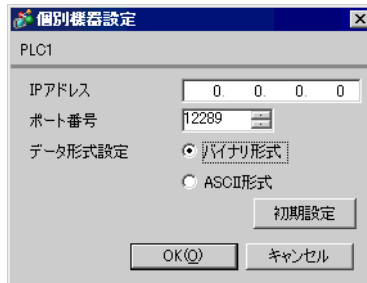 個別機器設定
PLC1
IPアドレス 0. 0. 0. 0
ポート番号 12289
データ形式設定 バイナリ形式
ASCII形式
初期設定
OK(O) キャンセル